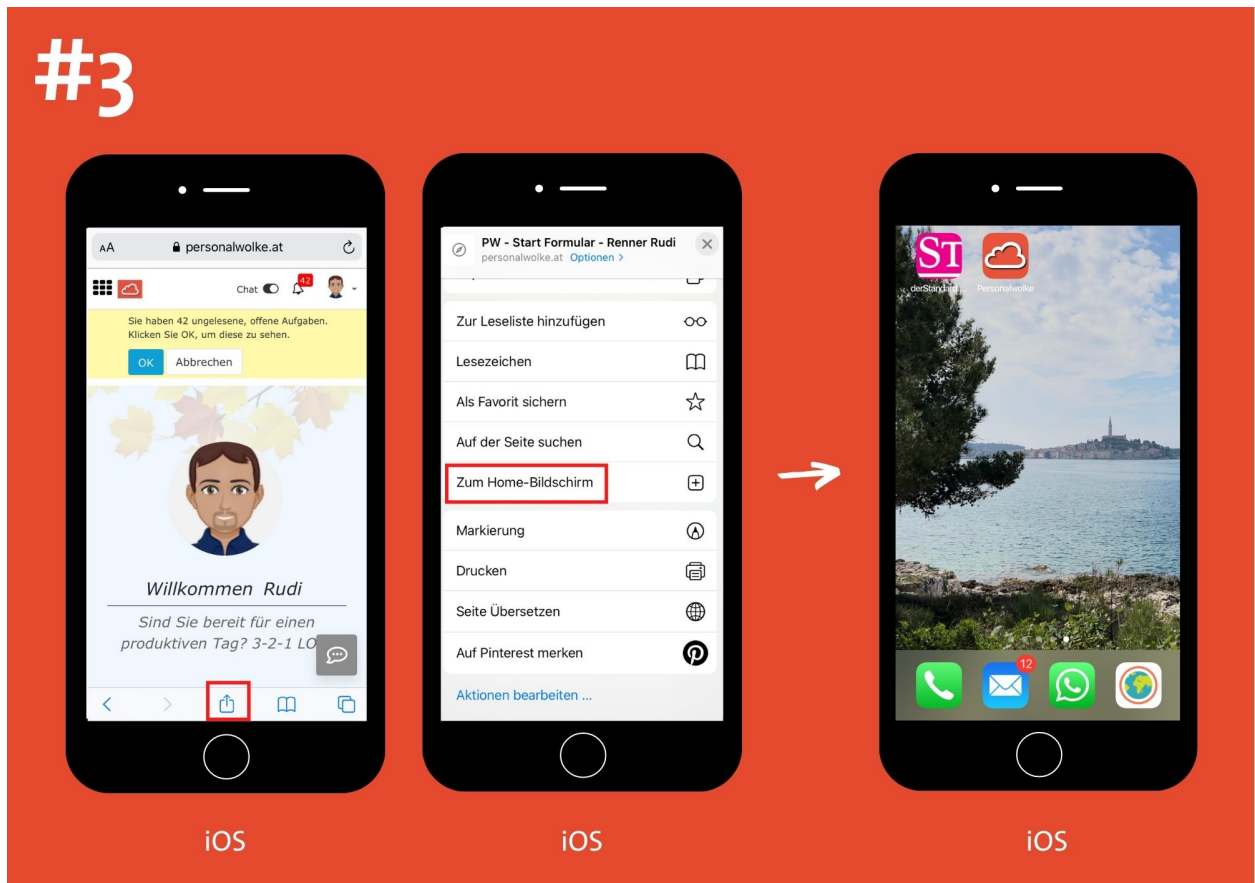 #3
AA personalwolke.at
Chat 42
Sie haben 42 ungelesene, offene Aufgaben.
Klicken Sie OK, um diese zu sehen.
OK Abbrechen
Willkommen Rudi
Sind Sie bereit für einen
produktiven Tag? 3-2-1 LO
iOS
PW - Start Formular - Renner Rudi
personalwolke.at Optionen >
Zur Leseliste hinzufügen
Lesezeichen
Als Favorit sichern
Auf der Seite suchen
Zum Home-Bildschirm
Markierung
Drucken
Seite Übersetzen
Auf Pinterest merken
Aktionen bearbeiten ...
iOS
ST
derStandard... Personalwolke
12
iOS